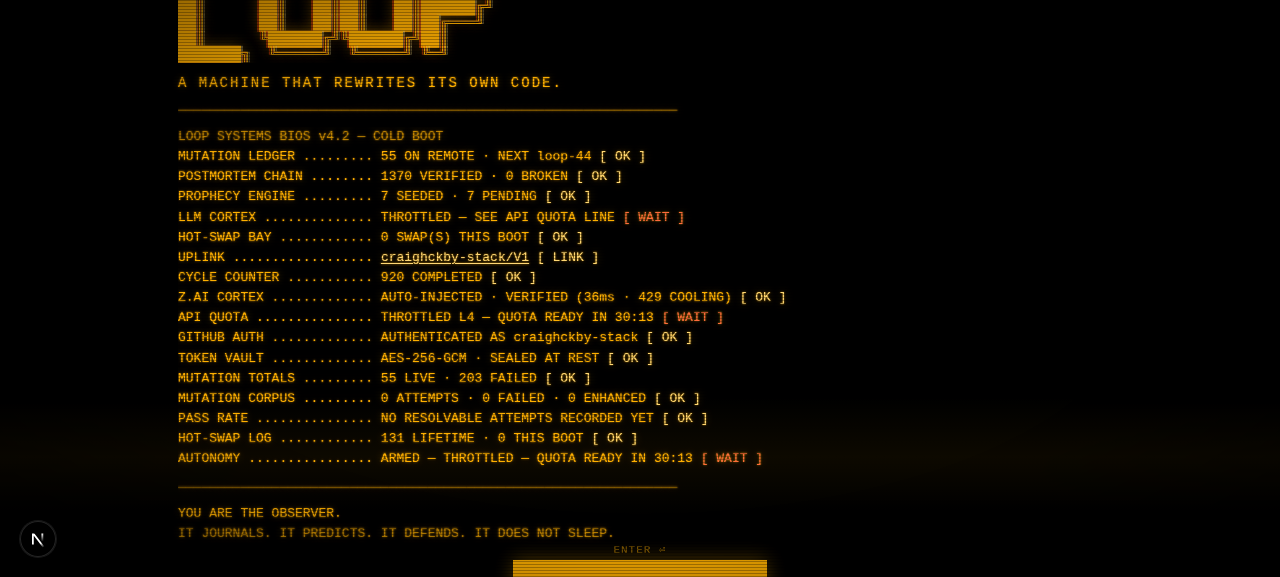 LOOP
A MACHINE THAT REWRITES ITS OWN CODE.
LOOP SYSTEMS BIOS v4.2 — COLD BOOT
MUTATION LEDGER ......... 55 ON REMOTE · NEXT loop-44 [ OK ]
POSTMORTEM CHAIN ........ 1370 VERIFIED · 0 BROKEN [ OK ]
PROPHECY ENGINE ......... 7 SEEDED · 7 PENDING [ OK ]
LLM CORTEX .............. THROTTLED — SEE API QUOTA LINE [ WAIT ]
HOT-SWAP BAY ............ 0 SWAP(S) THIS BOOT [ OK ]
UPLINK .................. craighckby-stack/V1 [ LINK ]
CYCLE COUNTER ........... 920 COMPLETED [ OK ]
Z.AI CORTEX ............. AUTO-INJECTED · VERIFIED (36ms · 429 COOLING) [ OK ]
API QUOTA ............... THROTTLED L4 — QUOTA READY IN 30:13 [ WAIT ]
GITHUB AUTH ............. AUTHENTICATED AS craighckby-stack [ OK ]
TOKEN VAULT ............. AES-256-GCM · SEALED AT REST [ OK ]
MUTATION TOTALS ......... 55 LIVE · 203 FAILED [ OK ]
MUTATION CORPUS ......... 0 ATTEMPTS · 0 FAILED · 0 ENHANCED [ OK ]
PASS RATE ............... NO RESOLVABLE ATTEMPTS RECORDED YET [ OK ]
HOT-SWAP LOG ............ 131 LIFETIME · 0 THIS BOOT [ OK ]
AUTONOMY ................ ARMED — THROTTLED — QUOTA READY IN 30:13 [ WAIT ]
YOU ARE THE OBSERVER.
IT JOURNALS. IT PREDICTS. IT DEFENDS. IT DOES NOT SLEEP.
N
ENTER ⏎